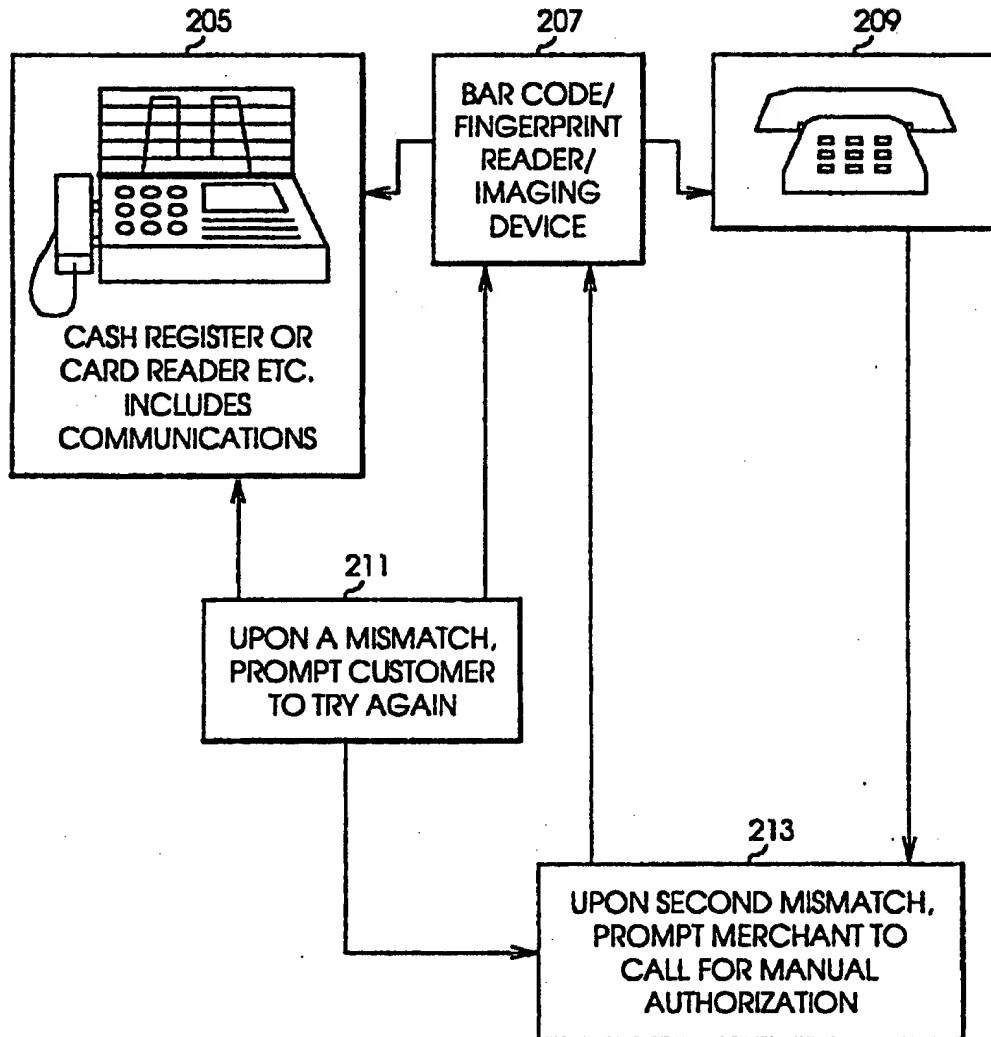 205
207
209
BAR CODE/
FINGERPRINT
READER/
IMAGING
DEVICE
CASH REGISTER OR
CARD READER ETC.
INCLUDES
COMMUNICATIONS
211
UPON A MISMATCH,
PROMPT CUSTOMER
TO TRY AGAIN
213
UPON SECOND MISMATCH,
PROMPT MERCHANT TO
CALL FOR MANUAL
AUTHORIZATION